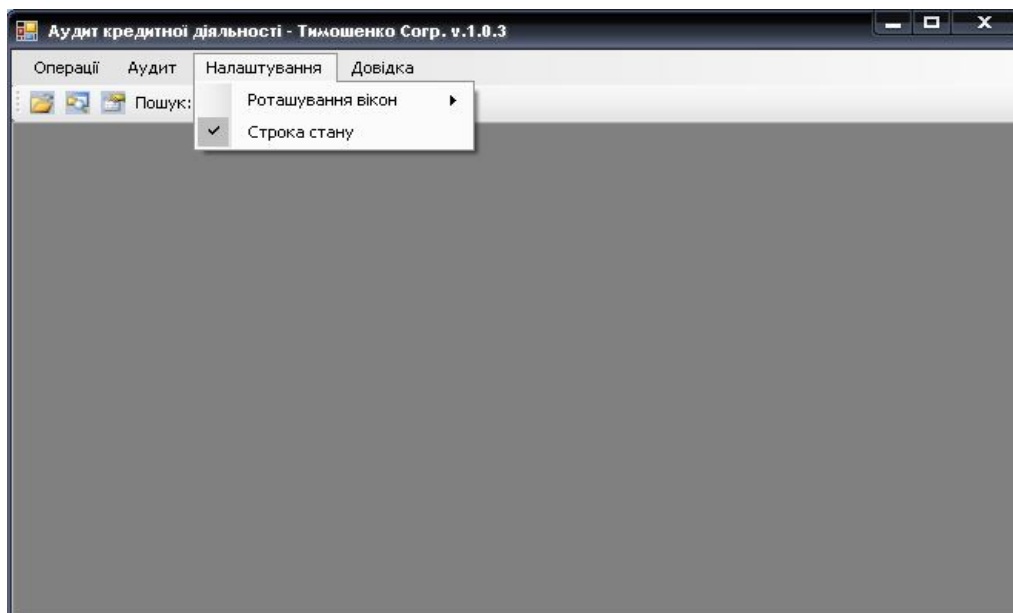 Аудит кредитної діяльності - Тимошенко Corp. v.1.0.3
Операції Аудит Налаштування Довідка
Пошук:
Роташування вікон
Строка стану